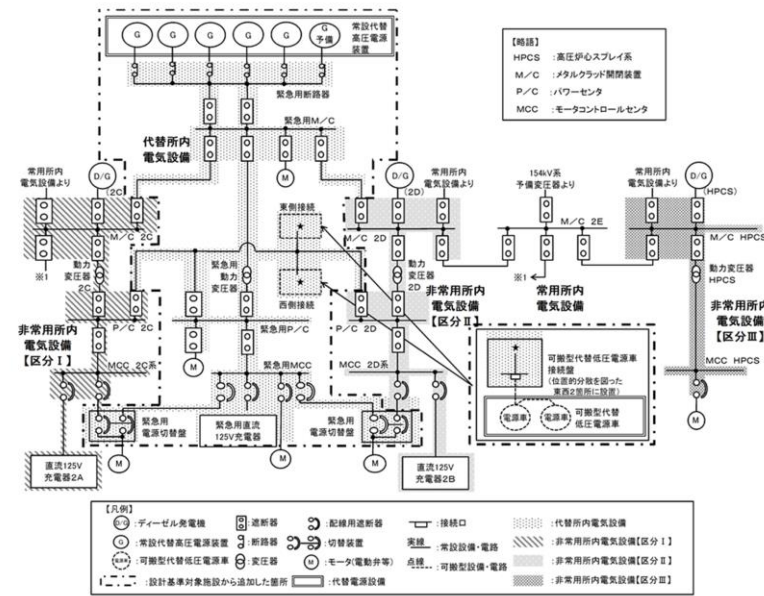 G
G
G
G
G
G
予備
常設代替
高圧電源
装置
【略語】
HPCS :高圧炉心スプレイ系
M/C :メタルクラッド開閉装置
P/C :パワーセンタ
MCC :モータコントロールセンタ
緊急用断路器
緊急用M/C
代替所内
電気設備
常用所内
電気設備より
D/G
(2C)
M
D/G
(2D)
常用所内
電気設備より
154kV系
予備変圧器より
常用所内
電気設備より
D/G
(HPCS)
東側接続
M/C 2C
M/C 2D
M/C 2E
M/C HPCS
※1
動力
変圧器
2C
緊急用
動力
変圧器
西側接続
動力
変圧器
2D
非常用所内
電気設備
【区分Ⅱ】
※1
常用所内
電気設備
動力変圧器
HPCS
非常用所内
電気設備
【区分Ⅲ】
非常用所内
電気設備
【区分Ⅰ】
P/C 2C
緊急用P/C
P/C 2D
M
MCC 2C系
緊急用MCC
MCC 2D系
MCC HPCS
可搬型代替低圧電源車
接続盤
(位置的分散を図った
東西2箇所に設置)
電源車
電源車
可搬型代替
低圧電源車
緊急用
電源切替盤
緊急用直流
125V充電器
緊急用
電源切替盤
M
M
M
M
直流125V
充電器2A
直流125V
充電器2B
【凡例】
D/G :ディーゼル発電機
:遮断器
:配線用遮断器
:接続口
:代替所内電気設備
G :常設代替高圧電源装置
:断路器
:切替装置
実線 :常設設備・電路
:非常用所内電気設備【区分Ⅰ】
電源車 :可搬型代替低圧電源車
:変圧器
M :モータ(電動弁等)
点線 :可搬型設備・電路
:非常用所内電気設備【区分Ⅱ】
:設計基準対象施設から追加した箇所
:代替電源設備
:非常用所内電気設備【区分Ⅲ】